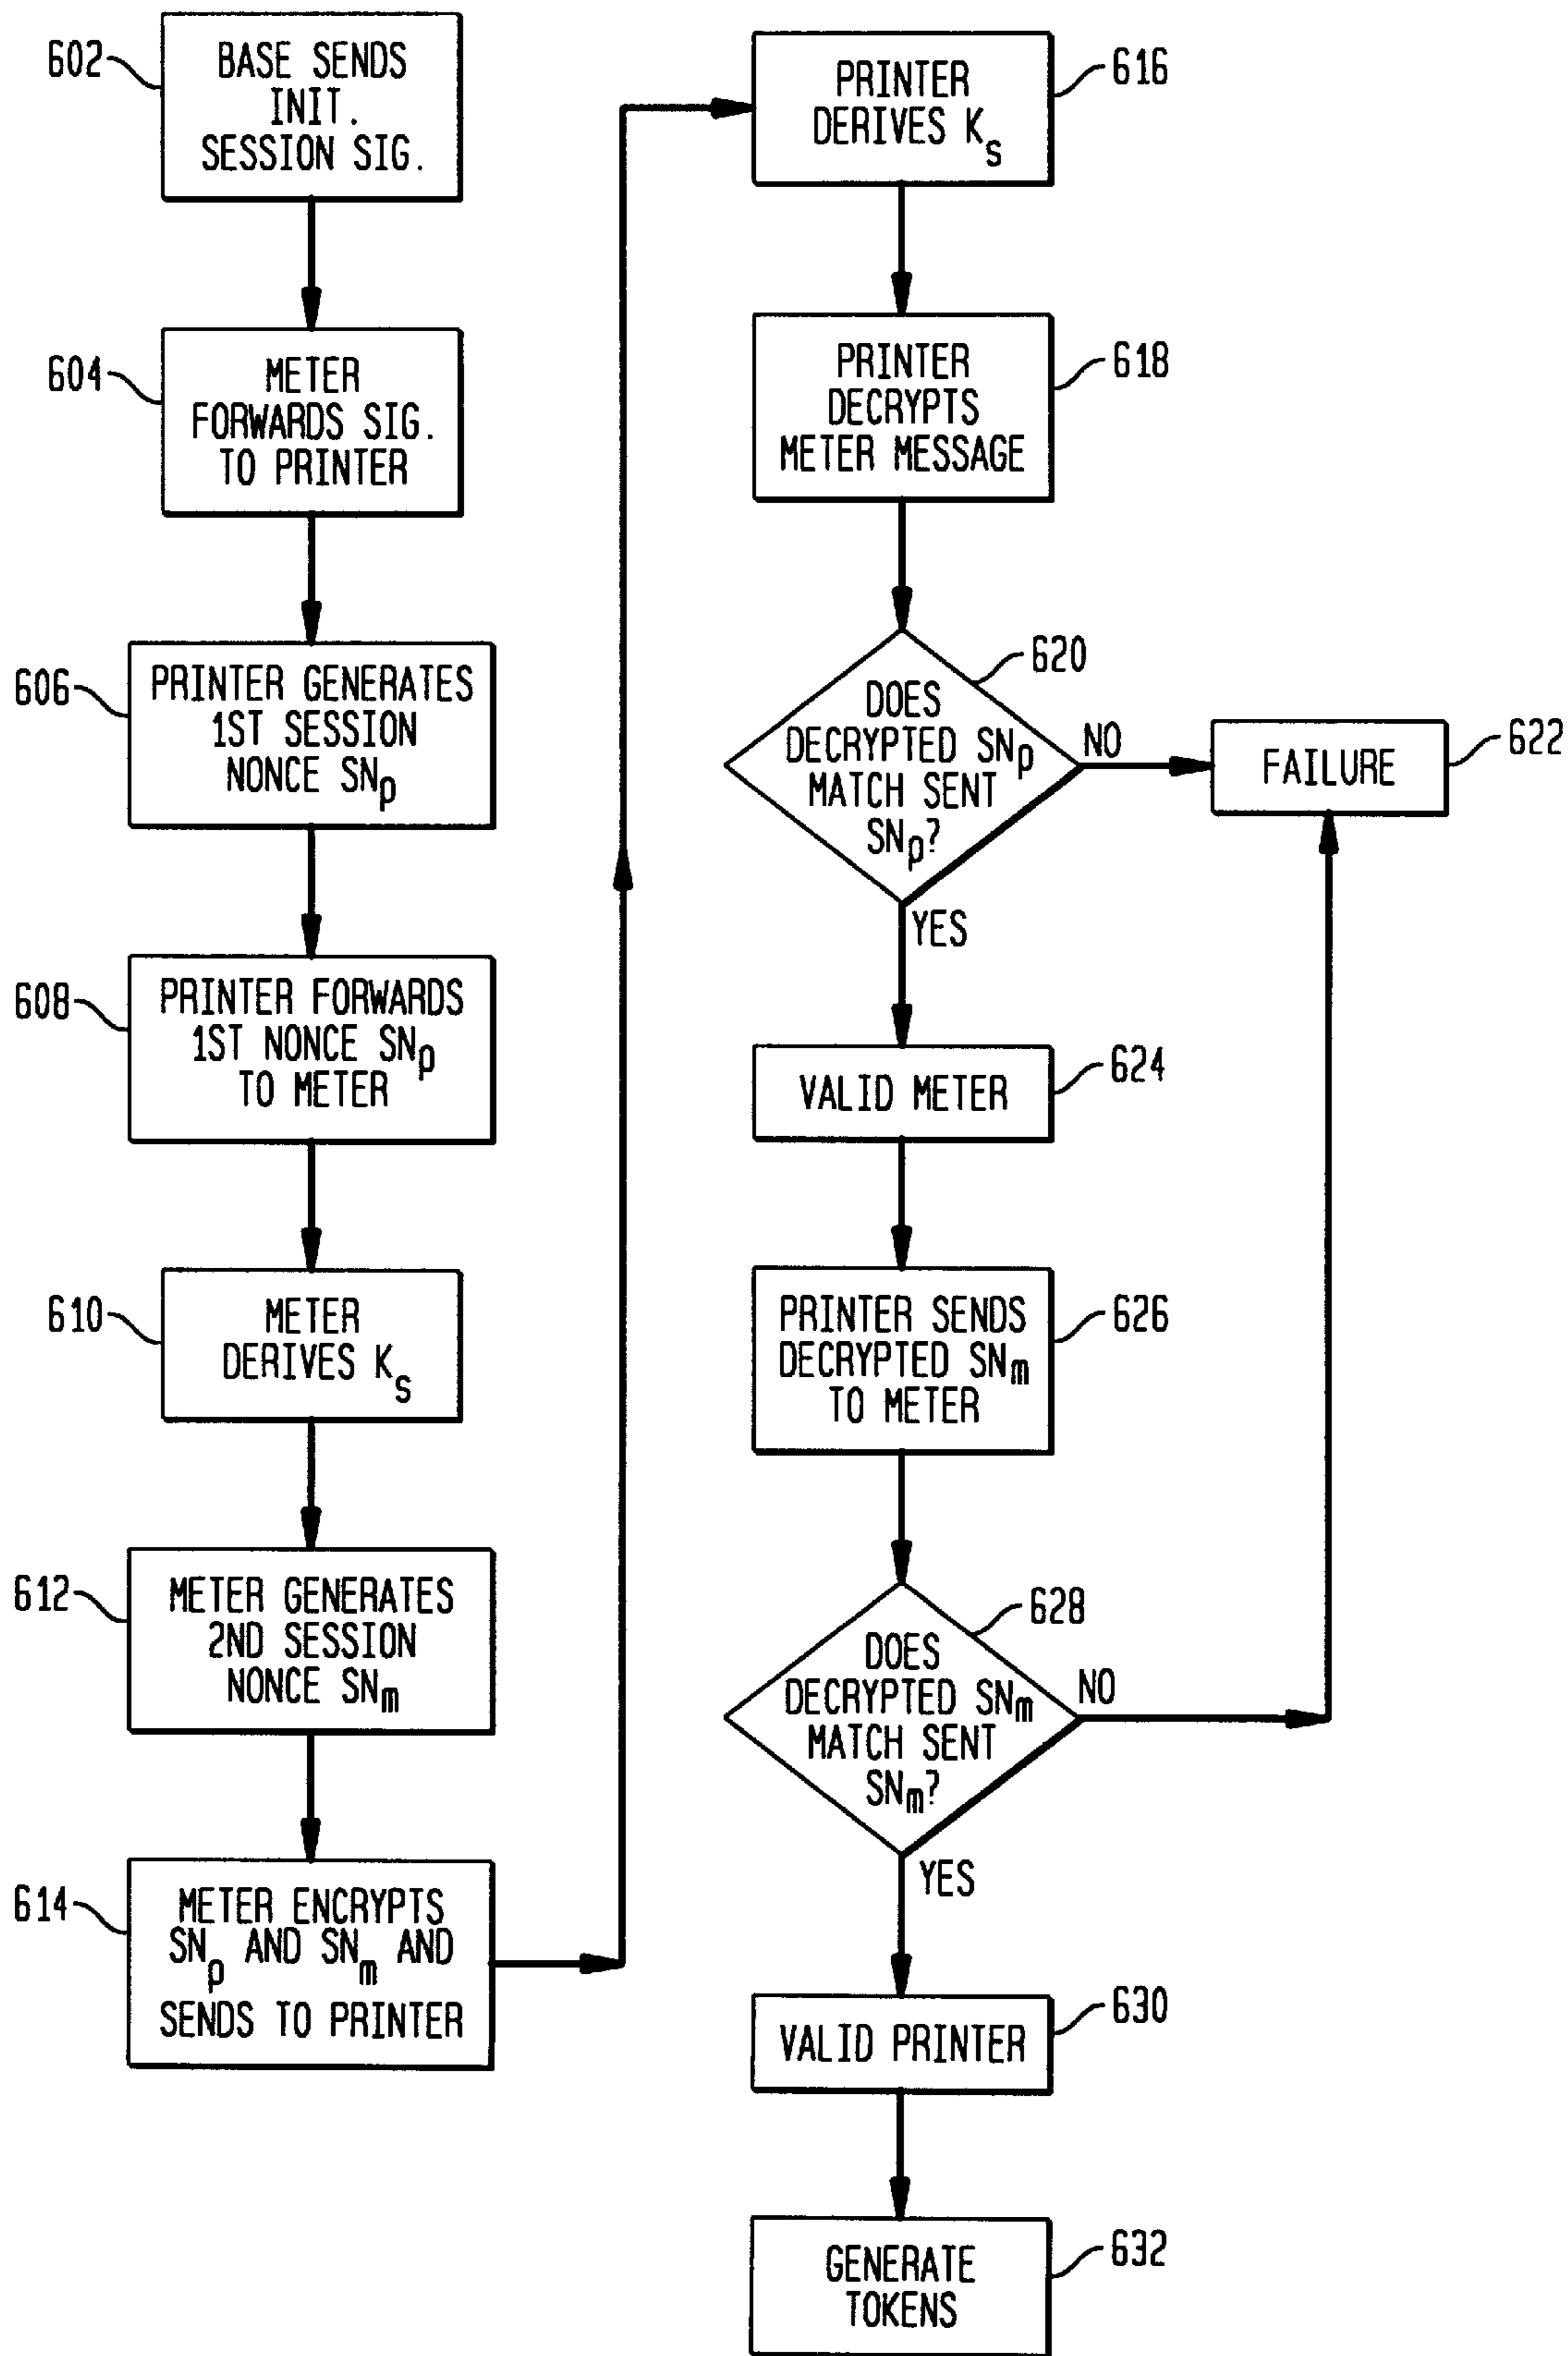 602
BASE SENDS
INIT.
SESSION SIG.
604
METER
FORWARDS SIG.
TO PRINTER
606
PRINTER GENERATES
1ST SESSION
NONCE SNp
608
PRINTER FORWARDS
1ST NONCE SNp
TO METER
610
METER
DERIVES Ks
612
METER GENERATES
2ND SESSION
NONCE SNm
614
METER ENCRYPTS
SNp AND SNm AND
SENDS TO PRINTER
616
PRINTER
DERIVES Ks
618
PRINTER
DECRYPTS
METER MESSAGE
620
DOES
DECRYPTED SNp
MATCH SENT
SNp?
NO
YES
622
FAILURE
624
VALID METER
626
PRINTER SENDS
DECRYPTED SNm
TO METER
628
DOES
DECRYPTED SNm
MATCH SENT
SNm?
NO
YES
630
VALID PRINTER
632
GENERATE
TOKENS